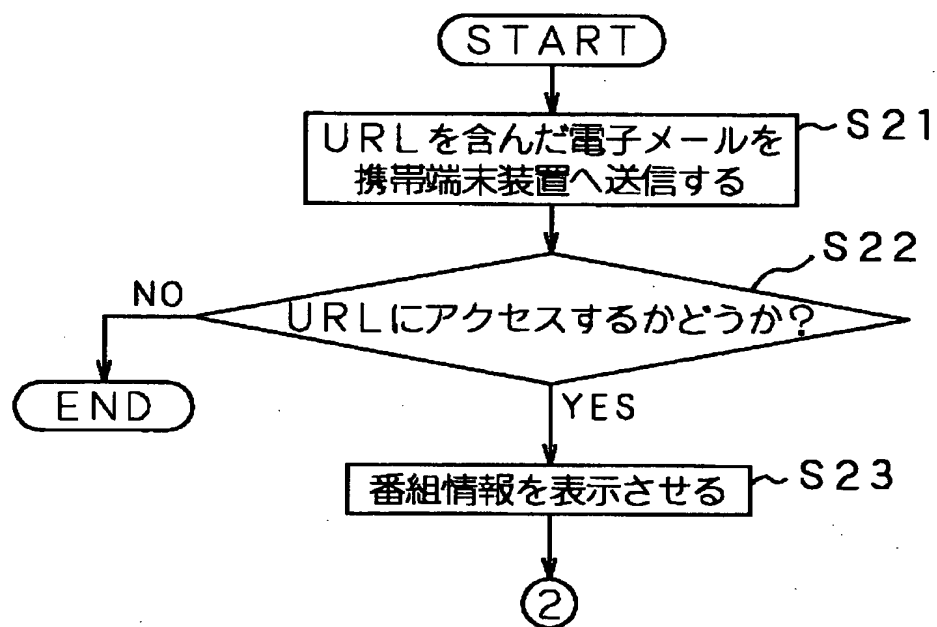 START
URLを含んだ電子メールを
携帯端末装置へ送信する
S21
S22
NO
URLにアクセスするかどうか?
END
YES
番組情報を表示させる
S23
②